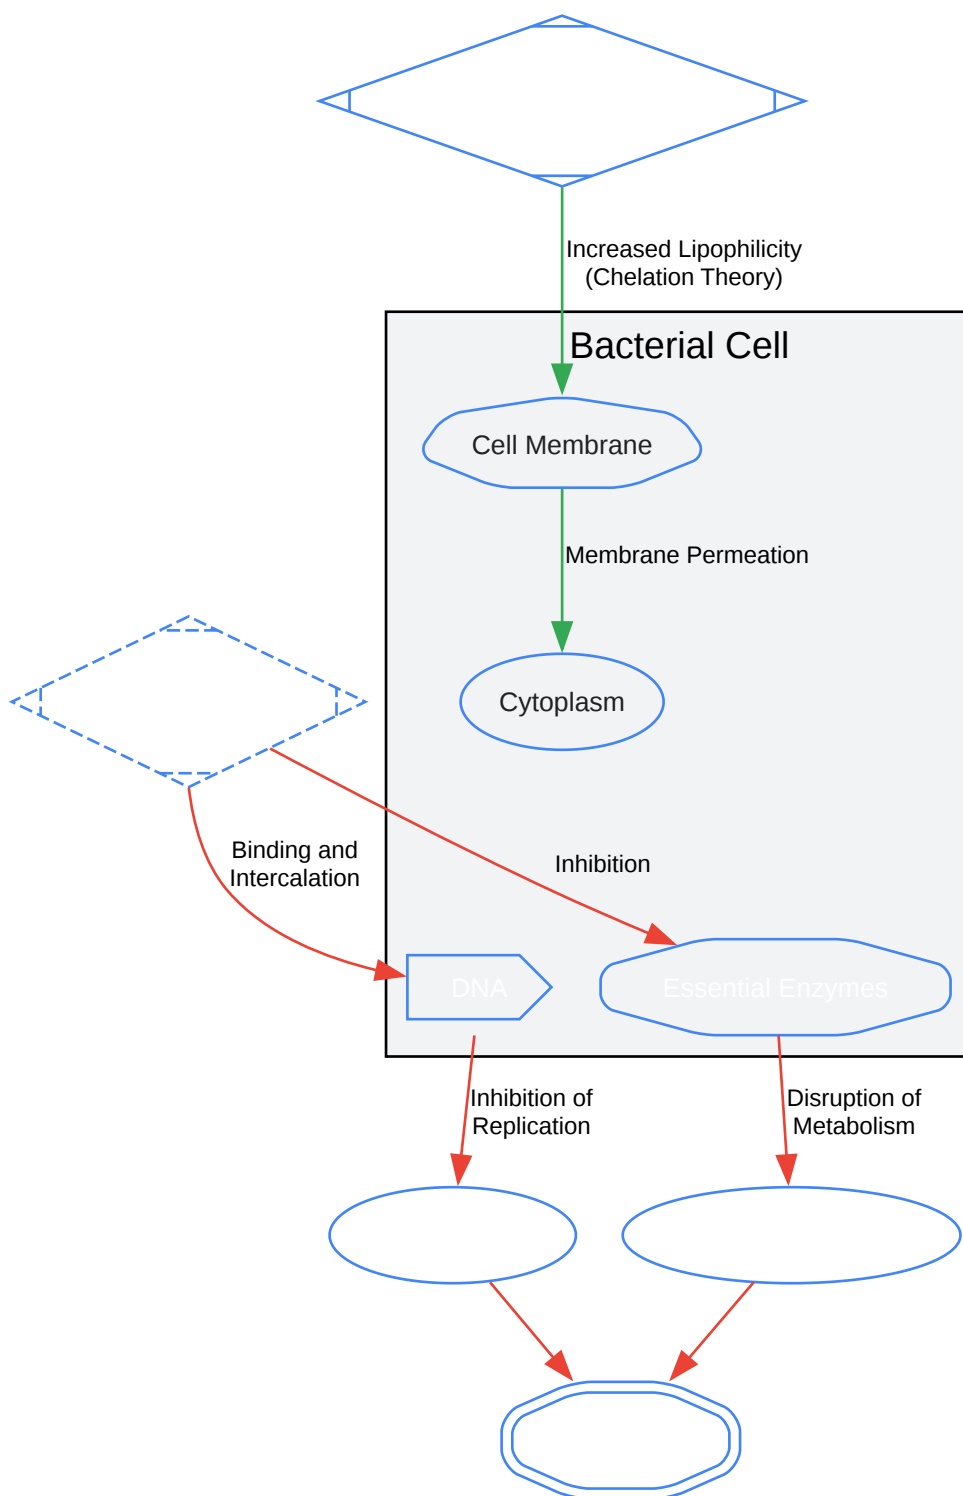 Increased Lipophilicity
(Chelation Theory)
Bacterial Cell
Cell Membrane
Membrane Permeation
Cytoplasm
Binding and
Intercalation
Inhibition
DNA
Essential Enzymes
Inhibition of
Replication
Disruption of
Metabolism